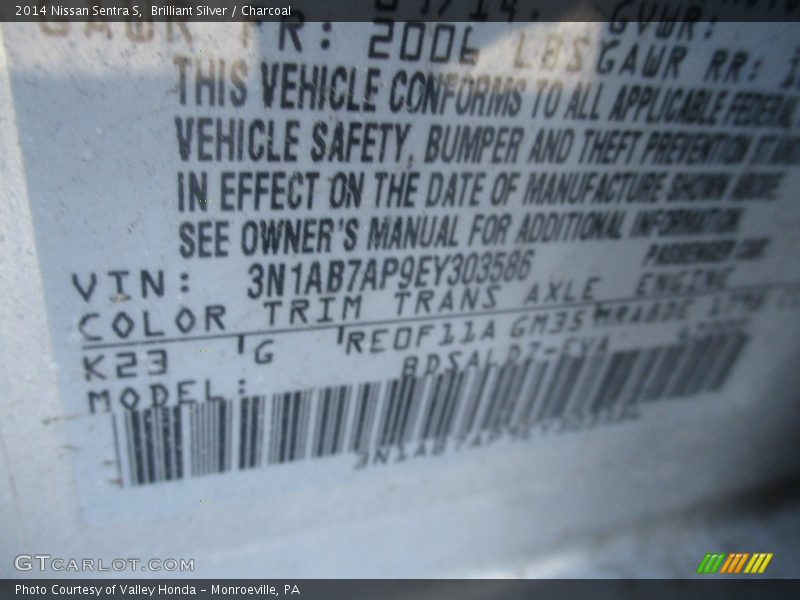 2014 Nissan Sentra S, Brilliant Silver / Charcoal
GVWR:
FR: 2006 LBS GAWR RR:
THIS VEHICLE CONFORMS TO ALL APPLICABLE FEDERAL
VEHICLE SAFETY, BUMPER AND THEFT PREVENTION
IN EFFECT ON THE DATE OF MANUFACTURE SHOWN ABOVE
SEE OWNER'S MANUAL FOR ADDITIONAL INFORMATION
VIN: 3N1AB7AP9EY303586 PASSENGER CAR
COLOR TRIM TRANS AXLE ENGINE
K23 G RE0F11A GM35
MODEL:
GTCARLOT.COM
Photo Courtesy of Valley Honda - Monroeville, PA